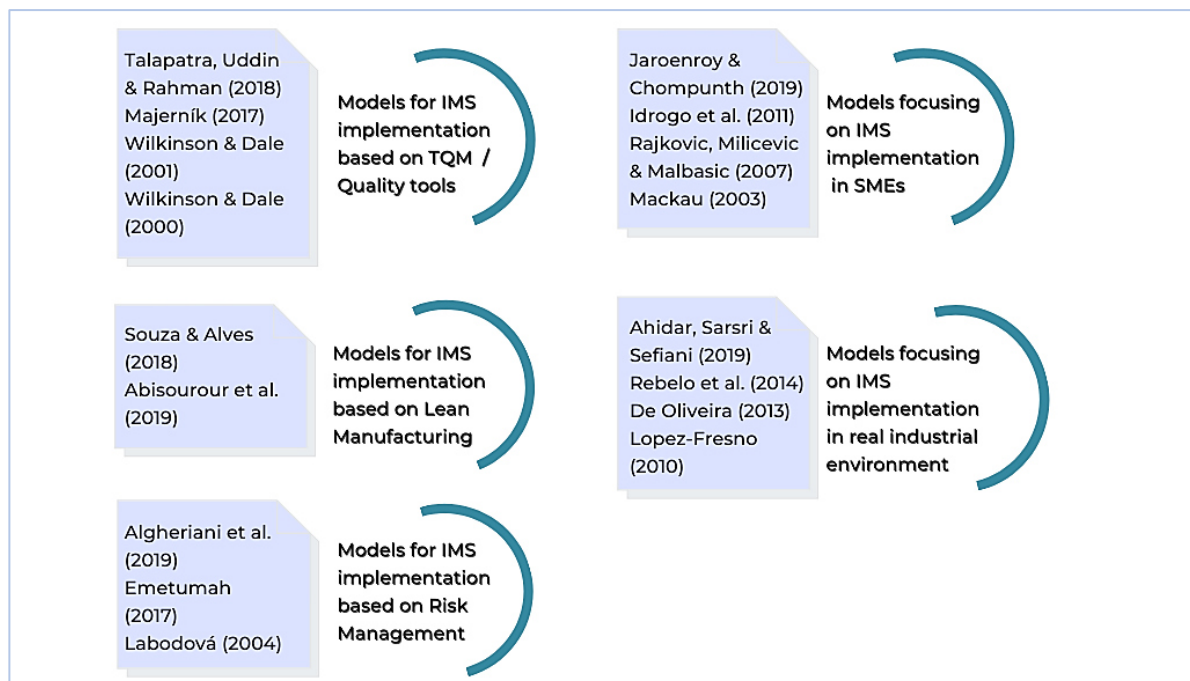 Talapatra, Uddin
& Rahman (2018)
Majerník (2017)
Wilkinson & Dale
(2001)
Wilkinson & Dale
(2000)
Models for IMS
implementation
based on TQM /
Quality tools
Jaroenroy &
Chompunth (2019)
Idrogo et al. (2011)
Rajkovic, Milicevic
& Malbasic (2007)
Mackau (2003)
Models focusing
on IMS
implementation
in SMEs
Souza & Alves
(2018)
Abisourour et al.
(2019)
Models for IMS
implementation
based on Lean
Manufacturing
Ahidar, Sarsri &
Sefiani (2019)
Rebelo et al. (2014)
De Oliveira (2013)
Lopez-Fresno
(2010)
Models focusing
on IMS
implementation
in real industrial
environment
Algheriani et al.
(2019)
Emetumah
(2017)
Labodová (2004)
Models for IMS
implementation
based on Risk
Management